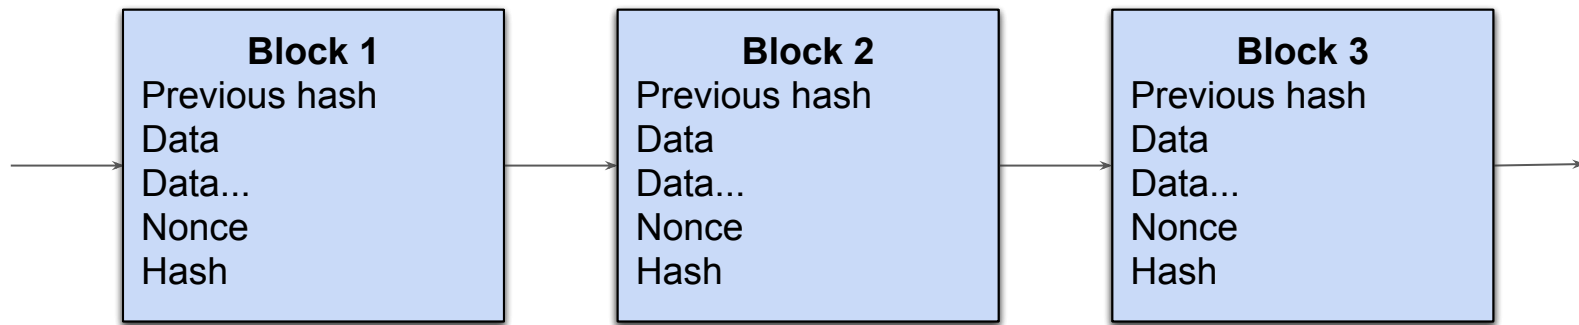 Block 1
Previous hash
Data
Data...
Nonce
Hash
Block 2
Previous hash
Data
Data...
Nonce
Hash
Block 3
Previous hash
Data
Data...
Nonce
Hash